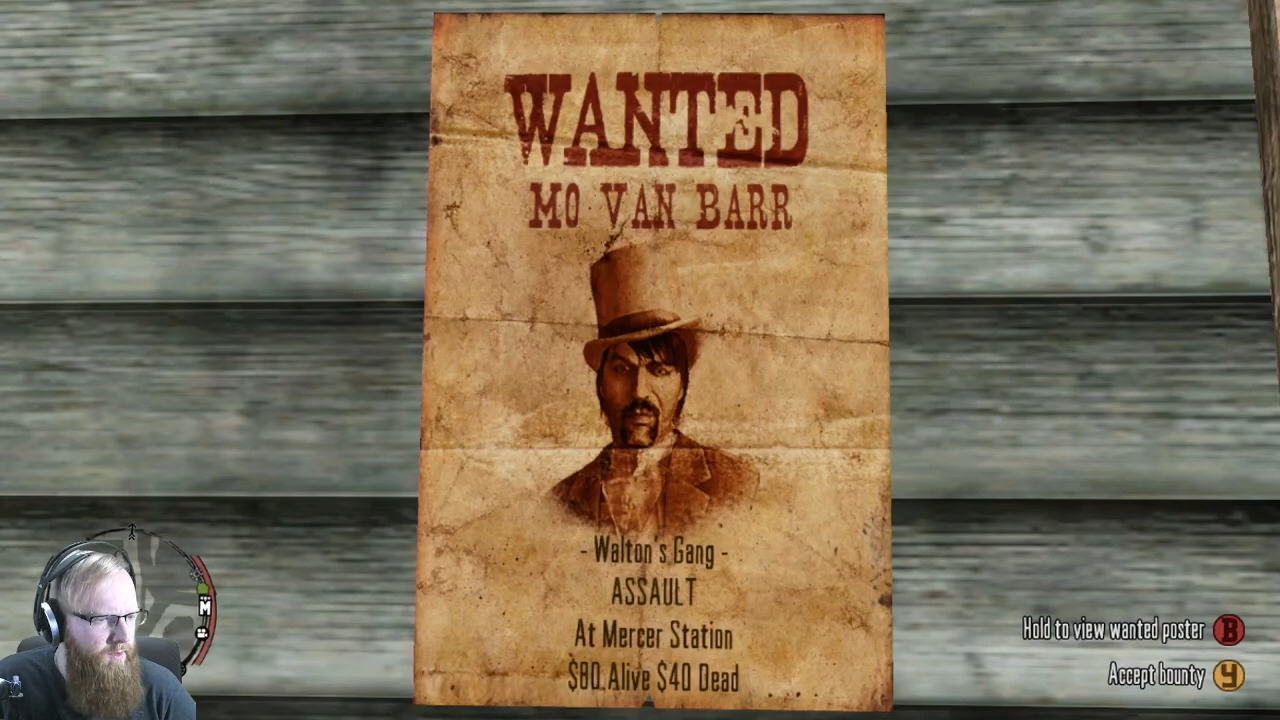 WANTED
MO VAN BARR
- Walton's Gang -
ASSAULT
At Mercer Station
$80 Alive $40 Dead
Hold to view wanted poster B
Accept bounty Y
M